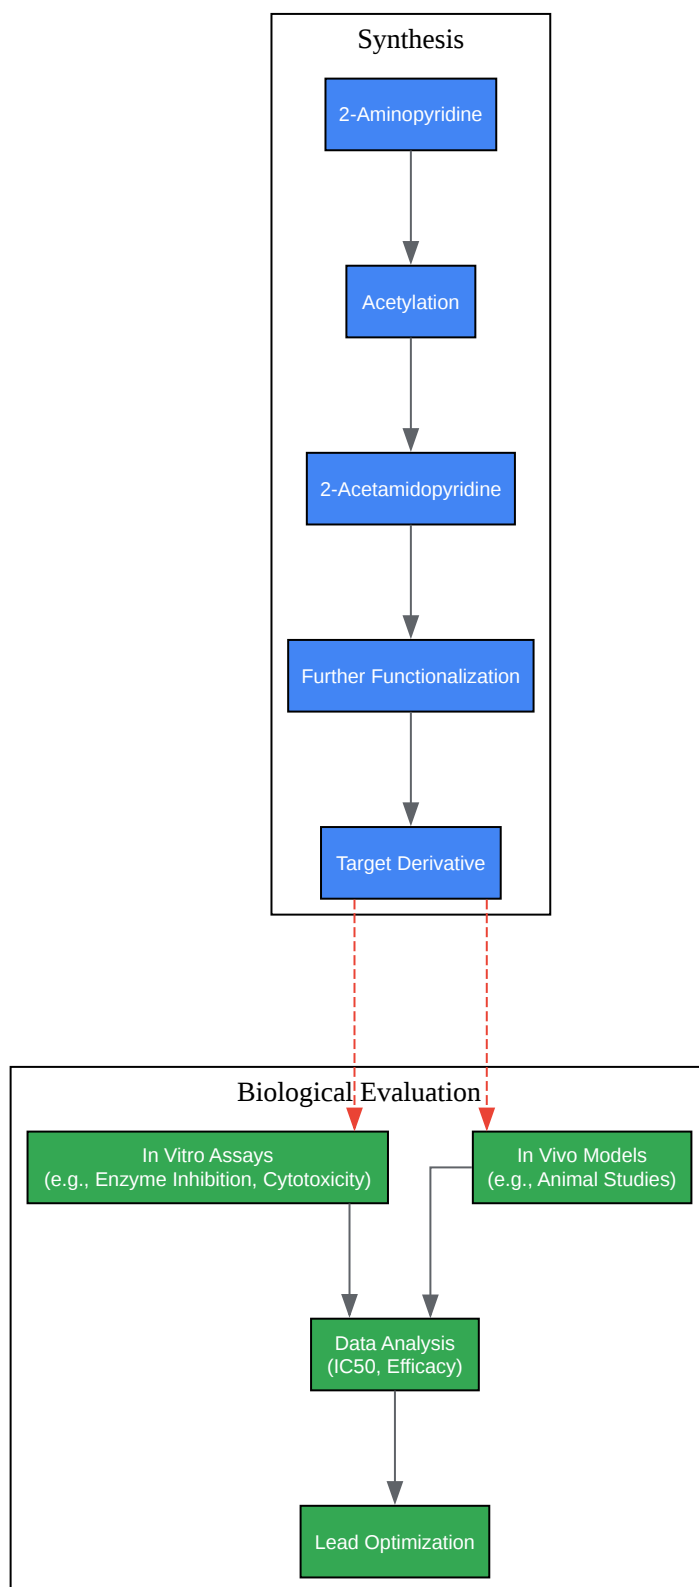 Synthesis
2-Aminopyridine
Acetylation
2-Acetamidopyridine
Further Functionalization
Target Derivative
Biological Evaluation
In Vitro Assays
(e.g., Enzyme Inhibition, Cytotoxicity)
In Vivo Models
(e.g., Animal Studies)
Data Analysis
(IC50, Efficacy)
Lead Optimization